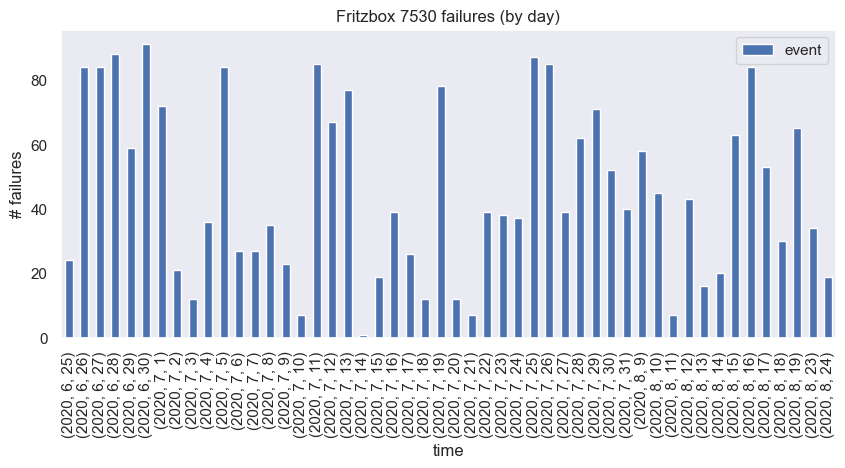 Fritzbox 7530 failures (by day)
event
# failures
80
60
40
20
0
(2020, 6, 25)
(2020, 6, 26)
(2020, 6, 27)
(2020, 6, 28)
(2020, 6, 29)
(2020, 6, 30)
(2020, 7, 1)
(2020, 7, 2)
(2020, 7, 3)
(2020, 7, 4)
(2020, 7, 5)
(2020, 7, 6)
(2020, 7, 7)
(2020, 7, 8)
(2020, 7, 9)
(2020, 7, 10)
(2020, 7, 11)
(2020, 7, 12)
(2020, 7, 13)
(2020, 7, 14)
(2020, 7, 15)
(2020, 7, 16)
(2020, 7, 17)
(2020, 7, 18)
(2020, 7, 19)
(2020, 7, 20)
(2020, 7, 21)
(2020, 7, 22)
(2020, 7, 23)
(2020, 7, 24)
(2020, 7, 25)
(2020, 7, 26)
(2020, 7, 27)
(2020, 7, 28)
(2020, 7, 29)
(2020, 7, 30)
(2020, 7, 31)
(2020, 8, 9)
(2020, 8, 10)
(2020, 8, 11)
(2020, 8, 12)
(2020, 8, 13)
(2020, 8, 14)
(2020, 8, 15)
(2020, 8, 16)
(2020, 8, 17)
(2020, 8, 18)
(2020, 8, 19)
(2020, 8, 23)
(2020, 8, 24)
time